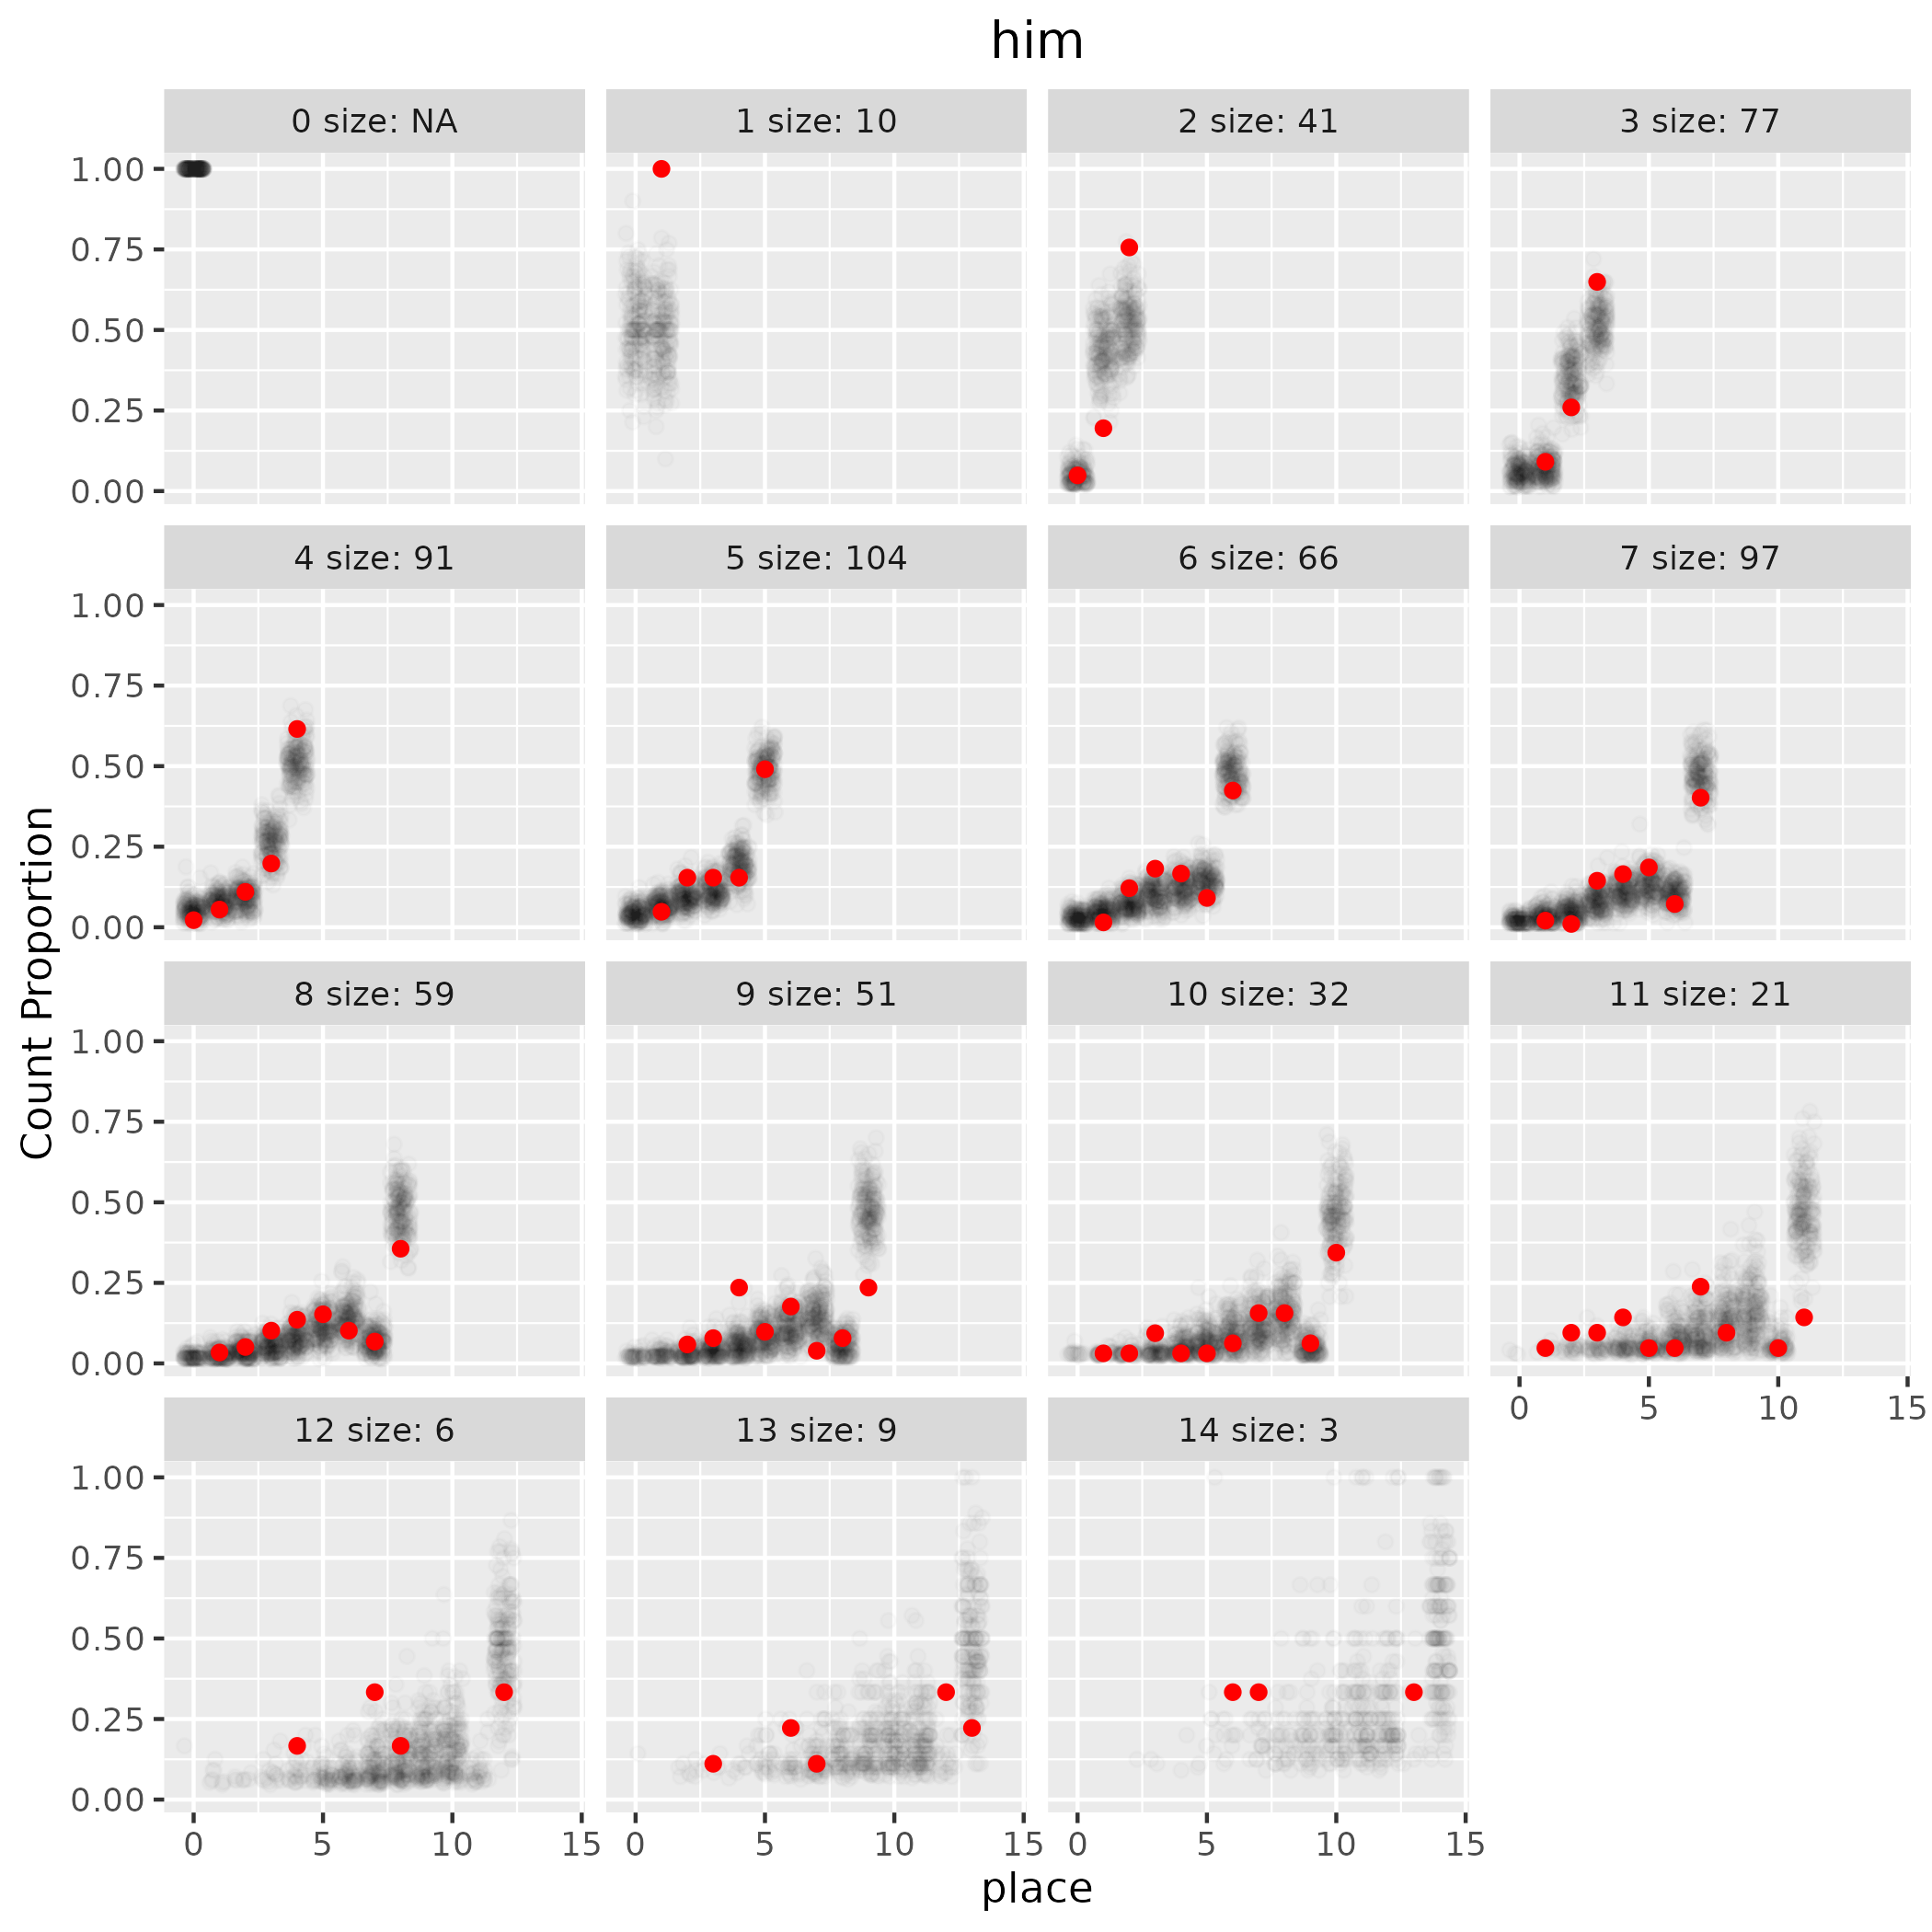 him
0 size: NA
1 size: 10
2 size: 41
3 size: 77
1.00
0.75
0.50
0.25
0.00
4 size: 91
5 size: 104
6 size: 66
7 size: 97
1.00
0.75
0.50
0.25
0.00
Count Proportion
8 size: 59
9 size: 51
10 size: 32
11 size: 21
1.00
0.75
0.50
0.25
0.00
0 5 10 15
12 size: 6
13 size: 9
14 size: 3
1.00
0.75
0.50
0.25
0.00
0 5 10 15
0 5 10 15
0 5 10 15
place